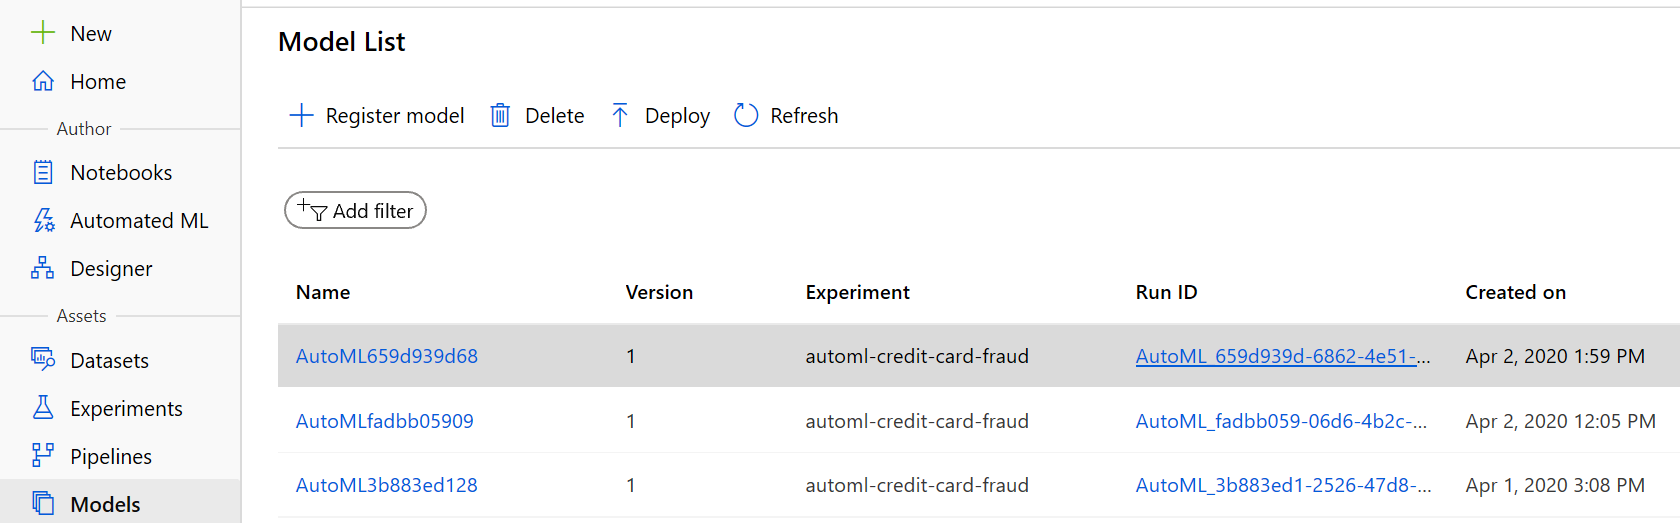 New
Home
Author
Notebooks
Automated ML
Designer
Assets
Datasets
Experiments
Pipelines
Models
Model List
Register model Delete Deploy Refresh
Add filter
Name Version Experiment Run ID Created on
AutoML659d939d68 1 automl-credit-card-fraud AutoML_659d939d-6862-4e51-... Apr 2, 2020 1:59 PM
AutoMLfadbb05909 1 automl-credit-card-fraud AutoML_fadbb059-06d6-4b2c-... Apr 2, 2020 12:05 PM
AutoML3b883ed128 1 automl-credit-card-fraud AutoML_3b883ed1-2526-47d8-... Apr 1, 2020 3:08 PM